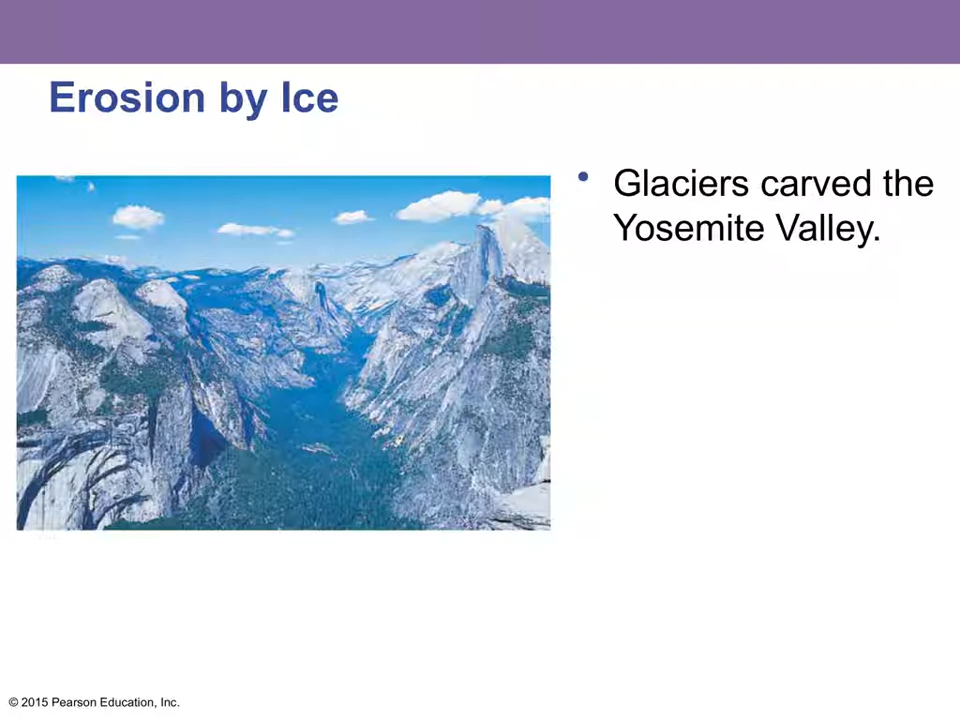 Erosion by Ice
• Glaciers carved the
Yosemite Valley.
© 2015 Pearson Education, Inc.